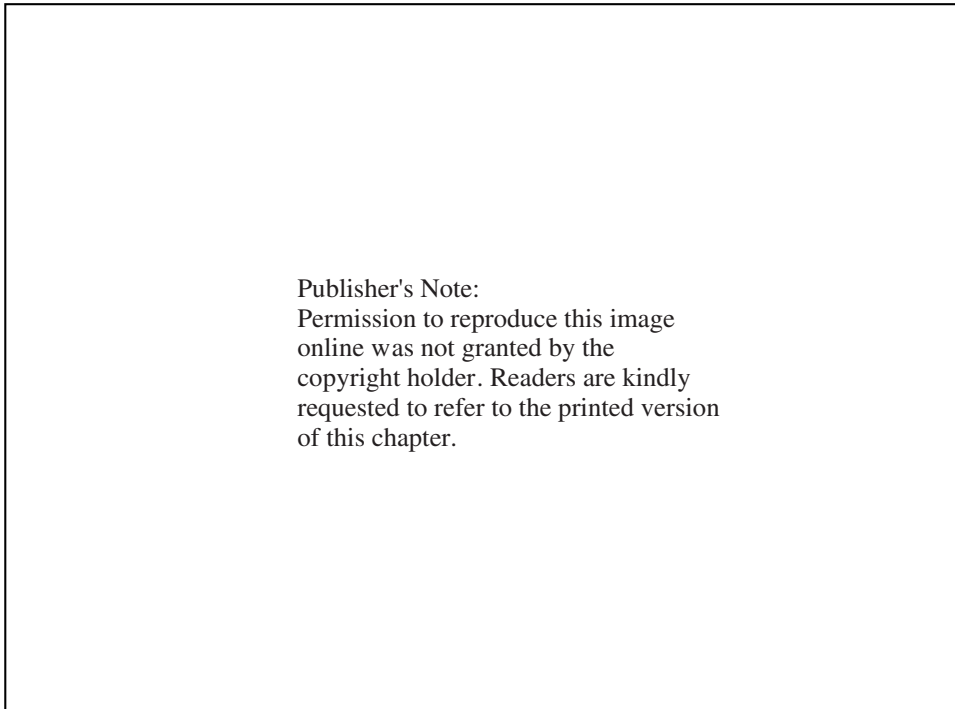 Publisher's Note:
Permission to reproduce this image
online was not granted by the
copyright holder. Readers are kindly
requested to refer to the printed version
of this chapter.